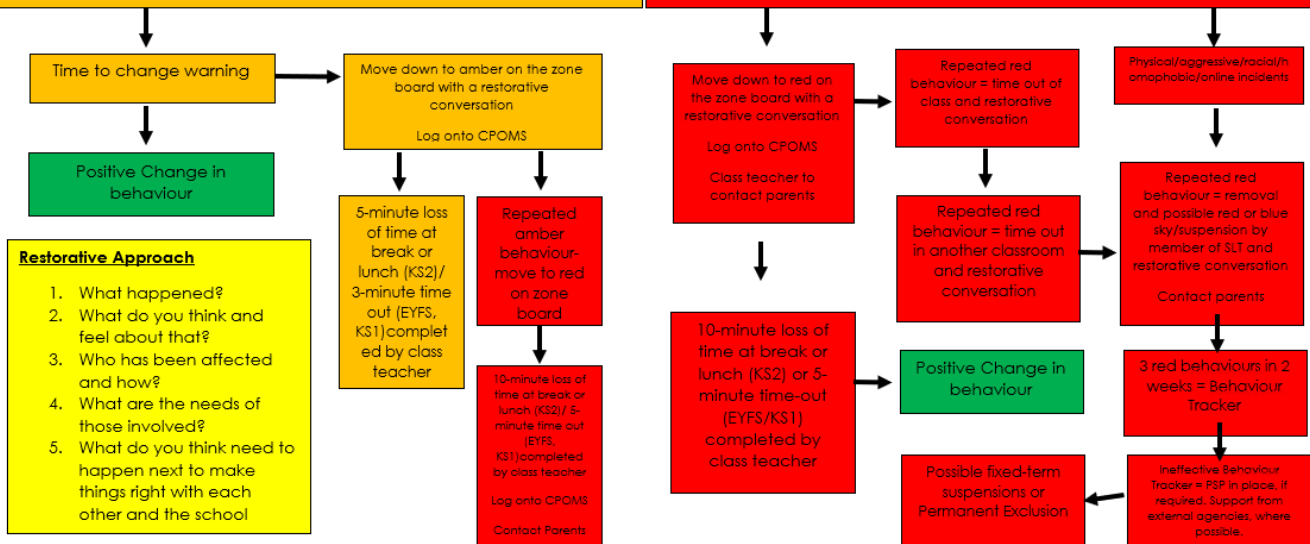 Time to change warning
Move down to amber on the zone
board with a restorative
conversation
Log onto CPOMS
Positive Change in
behaviour
5-minute loss
of time at
break or
lunch (KS2)/
3-minute time
out (EYFS,
KS1)complet
ed by class
teacher
Repeated
amber
behaviour-
move to red
on zone
board
10-minute loss of
time at break or
lunch (KS2)/ 5-
minute time out
(EYFS,
KS1)completed
by class teacher
Log onto CPOMS
Contact Parents
Restorative Approach
1. What happened?
2. What do you think and
feel about that?
3. Who has been affected
and how?
4. What are the needs of
those involved?
5. What do you think need to
happen next to make
things right with each
other and the school
Move down to red on
the zone board with a
restorative conversation
Log onto CPOMS
Class teacher to
contact parents
Repeated red
behaviour = time out of
class and restorative
conversation
Physical/aggressive/racial/h
omophobic/online incidents
Repeated red
behaviour = time out
in another classroom
and restorative
conversation
Repeated red
behaviour = removal
and possible red or blue
sky/suspension by
member of SLT and
restorative conversation
Contact parents
10-minute loss of
time at break or
lunch (KS2) or 5-
minute time-out
(EYFS/KS1)
completed by
class teacher
Positive Change in
behaviour
3 red behaviours in 2
weeks = Behaviour
Tracker
Possible fixed-term
suspensions or
Permanent Exclusion
Ineffective Behaviour
Tracker = PSP in place, if
required. Support from
external agencies, where
possible.